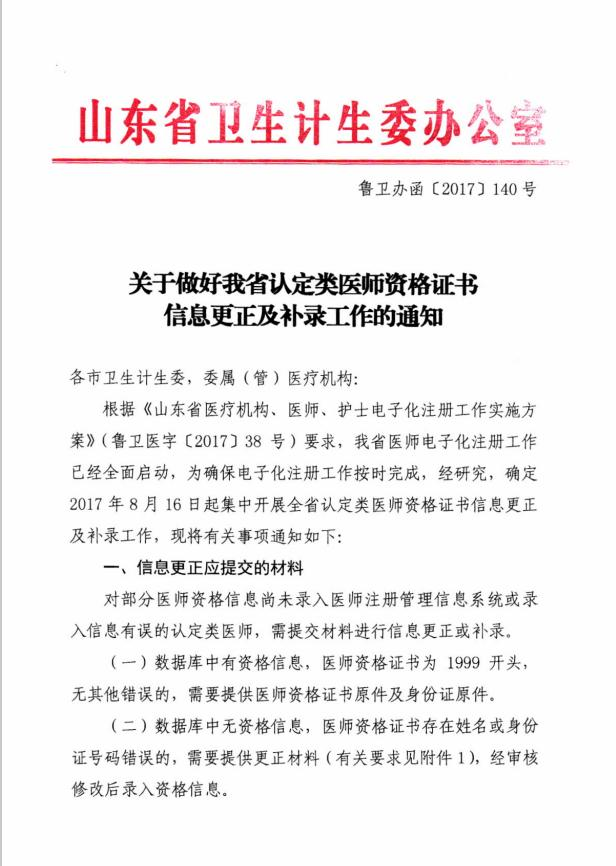 山东省卫生计生委办公室
鲁卫办函〔2017〕140 号
关于做好我省认定类医师资格证书
信息更正及补录工作的通知
各市卫生计生委，委属（管）医疗机构：
根据《山东省医疗机构、医师、护士电子化注册工作实施方
案》（鲁卫医字〔2017〕38 号）要求，我省医师电子化注册工作
已经全面启动，为确保电子化注册工作按时完成，经研究，确定
2017 年 8 月 16 日起集中开展全省认定类医师资格证书信息更正
及补录工作，现将有关事项通知如下：
一、信息更正应提交的材料
对部分医师资格信息尚未录入医师注册管理信息系统或录
入信息有误的认定类医师，需提交材料进行信息更正或补录。
（一）数据库中有资格信息，医师资格证书为 1999 开头，
无其他错误的，需要提供医师资格证书原件及身份证原件。
（二）数据库中无资格信息，医师资格证书存在姓名或身份
证号码错误的，需要提供更正材料（有关要求见附件 1），经审核
修改后录入资格信息。